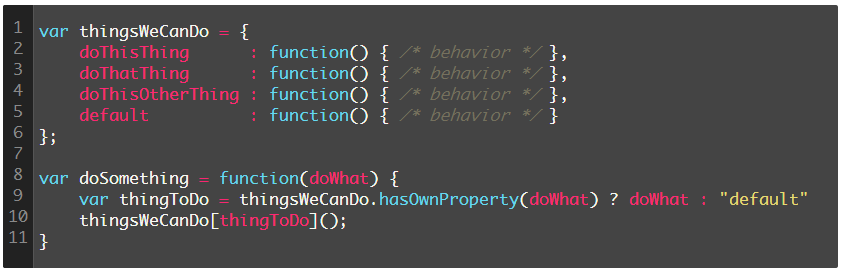 1 var thingsWeCanDo = {
2     doThisThing      : function() { /* behavior */ },
3     doThatThing      : function() { /* behavior */ },
4     doThisOtherThing : function() { /* behavior */ },
5     default          : function() { /* behavior */ }
6 };
7
8 var doSomething = function(doWhat) {
9     var thingToDo = thingsWeCanDo.hasOwnProperty(doWhat) ? doWhat : "default"
10     thingsWeCanDo[thingToDo]();
11 }